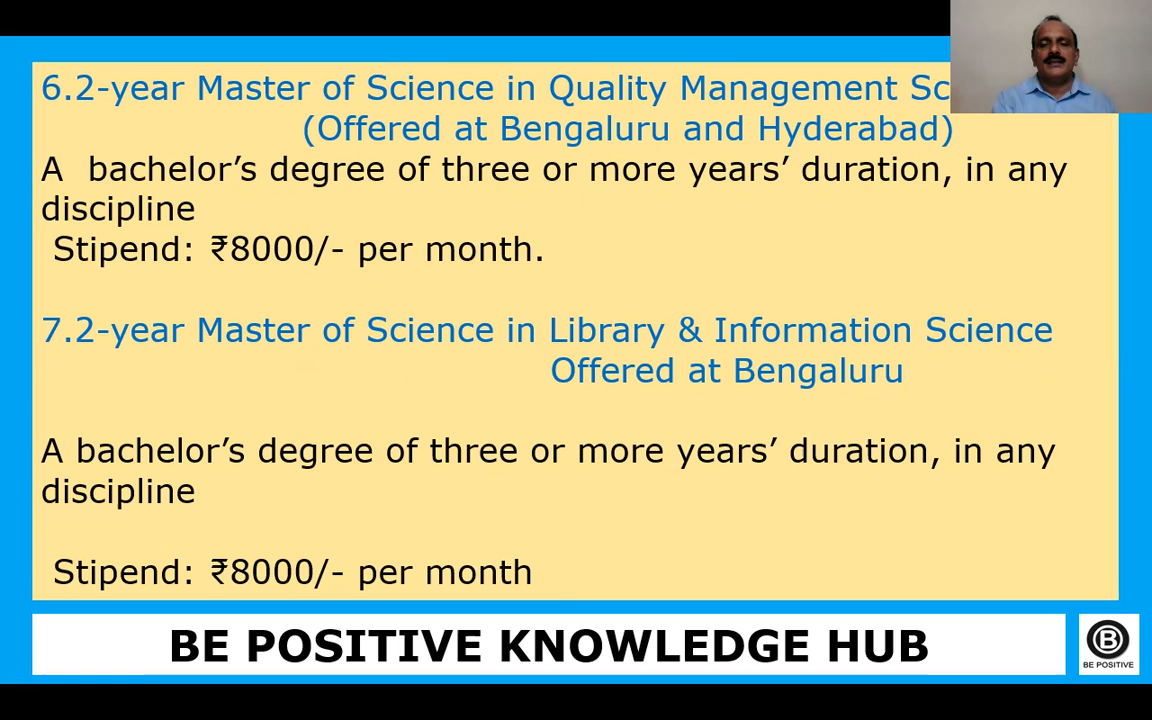 6.2-year Master of Science in Quality Management Sc
(Offered at Bengaluru and Hyderabad)
A bachelor’s degree of three or more years’ duration, in any
discipline
Stipend: ₹8000/- per month.
7.2-year Master of Science in Library & Information Science
Offered at Bengaluru
A bachelor’s degree of three or more years’ duration, in any
discipline
Stipend: ₹8000/- per month
BE POSITIVE KNOWLEDGE HUB
B
BE POSITIVE